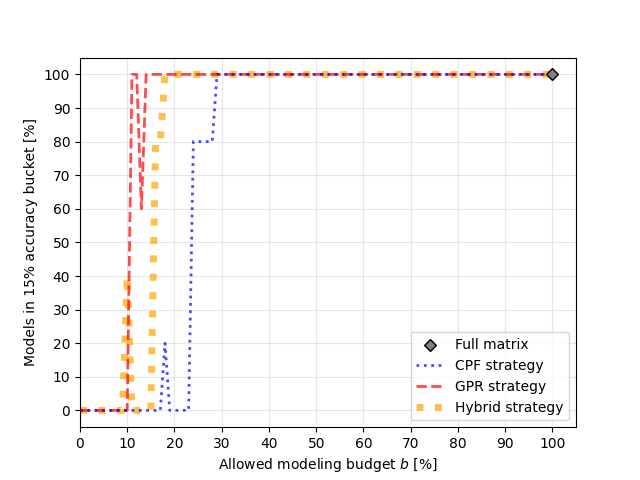 Models in 15% accuracy bucket [%]
100
90
80
70
60
50
40
30
20
10
0
Full matrix
CPF strategy
GPR strategy
Hybrid strategy
0 10 20 30 40 50 60 70 80 90 100
Allowed modeling budget b [%]